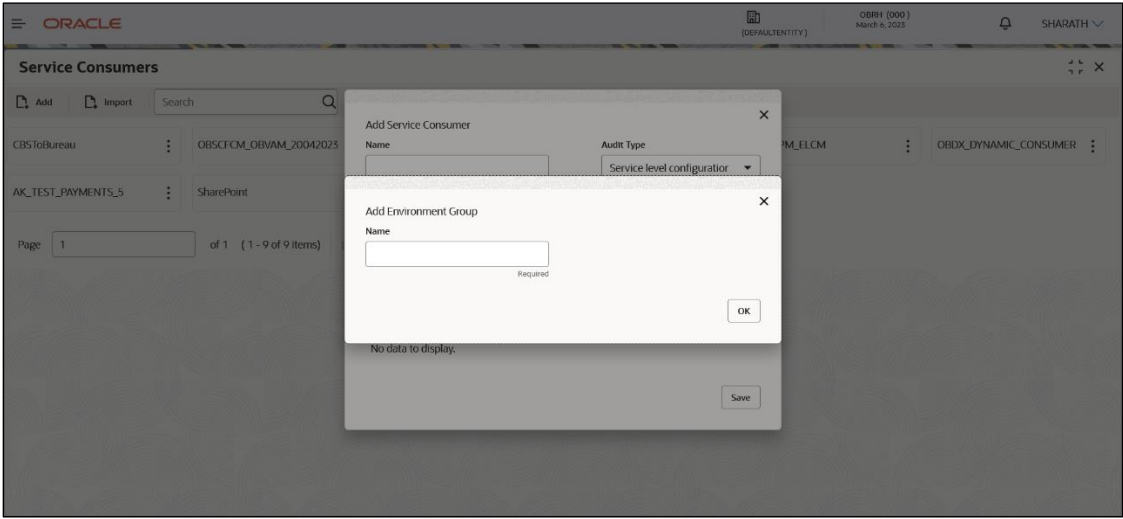 ORACLE
(DEFAULTENTITY)
OBRH (000)
March 6, 2023
SHARATH
Service Consumers
Add
Import
Search
Add Service Consumer
Name
Audit Type
Service level configuration
CBSToBureau
OBSCFCM_OBVAM_20042023
PM_ELCM
OBDX_DYNAMIC_CONSUMER
AK_TEST_PAYMENTS_5
SharePoint
Add Environment Group
Name
Required
OK
Page 1 of 1 (1 - 9 of 9 items)
No data to display.
Save